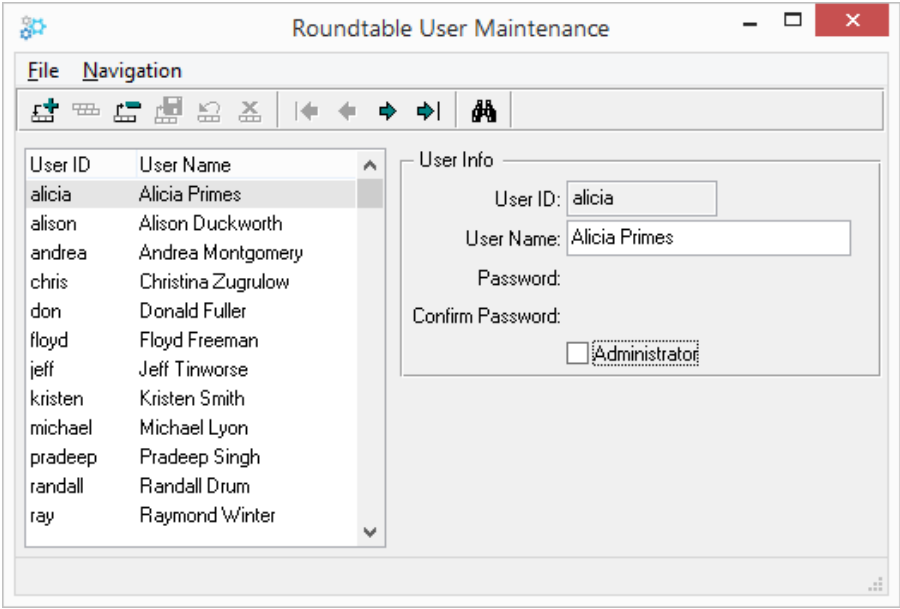 Roundtable User Maintenance
File Navigation
User ID User Name
alicia Alicia Primes
alison Alison Duckworth
andrea Andrea Montgomery
chris Christina Zugrulow
don Donald Fuller
floyd Floyd Freeman
jeff Jeff Tinworse
kristen Kristen Smith
michael Michael Lyon
pradeep Pradeep Singh
randall Randall Drum
ray Raymond Winter
User Info
User ID: alicia
User Name: Alicia Primes
Password:
Confirm Password:
Administrator